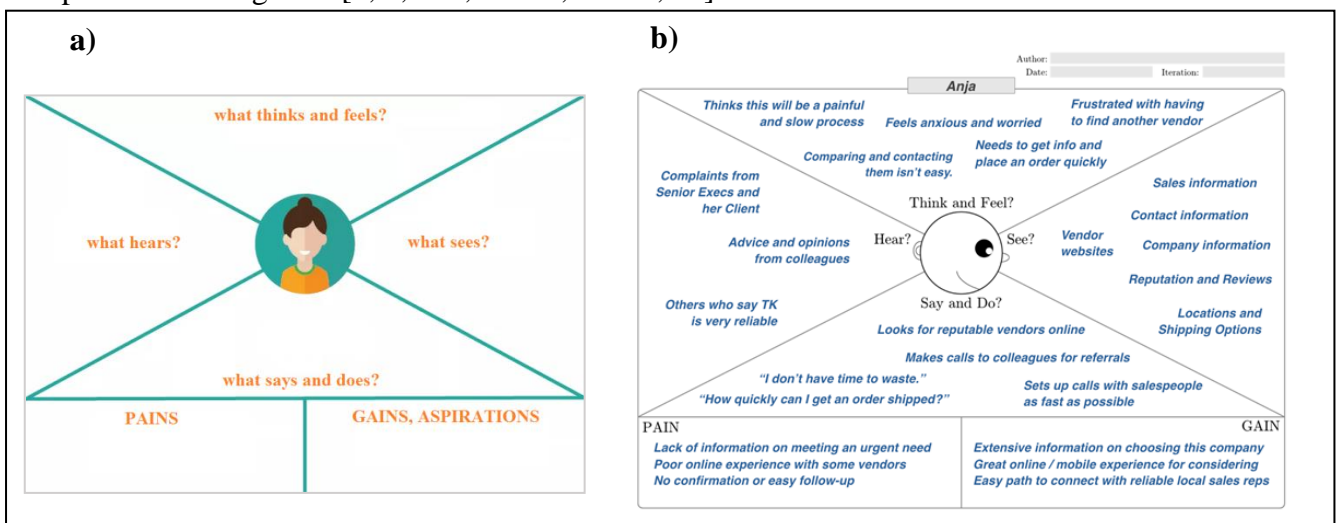 a)
what thinks and feels?
what hears?
what sees?
what says and does?
PAINS
GAINS, ASPIRATIONS
b)
Author:
Date:
Iteration:
Anja
Thinks this will be a painful
and slow process
Feels anxious and worried
Frustrated with having
to find another vendor
Comparing and contacting
them isn't easy.
Needs to get info and
place an order quickly
Think and Feel?
Complaints from
Senior Execs and
her Client
Advice and opinions
from colleagues
Others who say TK
is very reliable
Hear?
See?
Vendor
websites
Sales information
Contact information
Company information
Reputation and Reviews
Locations and
Shipping Options
Say and Do?
Looks for reputable vendors online
Makes calls to colleagues for referrals
“I don't have time to waste.”
“How quickly can I get an order shipped?”
Sets up calls with salespeople
as fast as possible
PAIN
Lack of information on meeting an urgent need
Poor online experience with some vendors
No confirmation or easy follow-up
GAIN
Extensive information on choosing this company
Great online / mobile experience for considering
Easy path to connect with reliable local sales reps